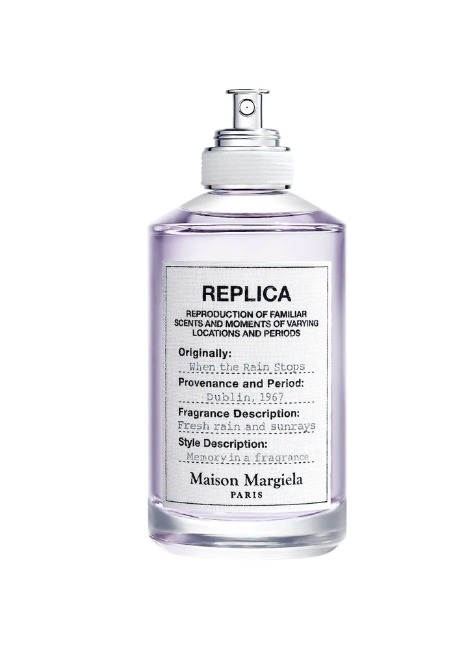 REPLICA
REPRODUCTION OF FAMILIAR
SCENTS AND MOMENTS OF VARYING
LOCATIONS AND PERIODS
Originally:
When the Rain Stops
Provenance and Period:
Dublin, 1967
Fragrance Description:
Fresh rain and sunrays
Style Description:
Memory in a fragrance
Maison Margiela
PARIS